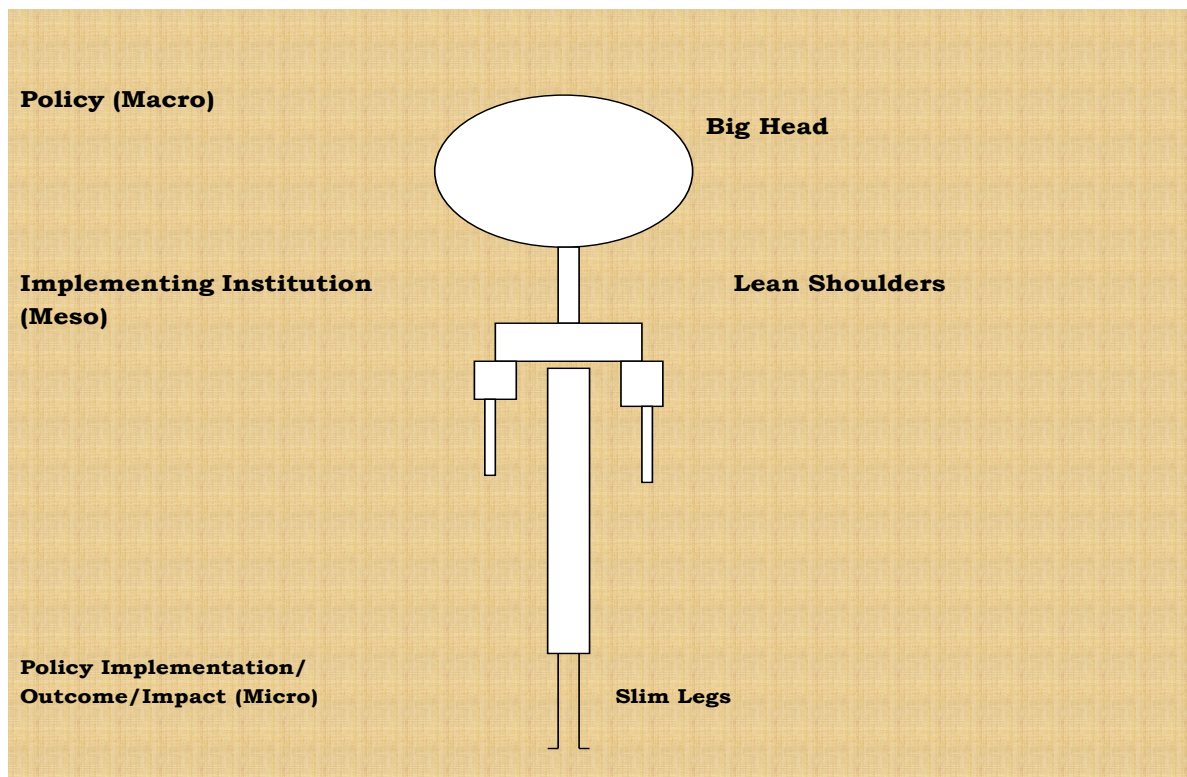 Policy (Macro)
Big Head
Implementing Institution
(Meso)
Lean Shoulders
Policy Implementation/
Outcome/Impact (Micro)
Slim Legs